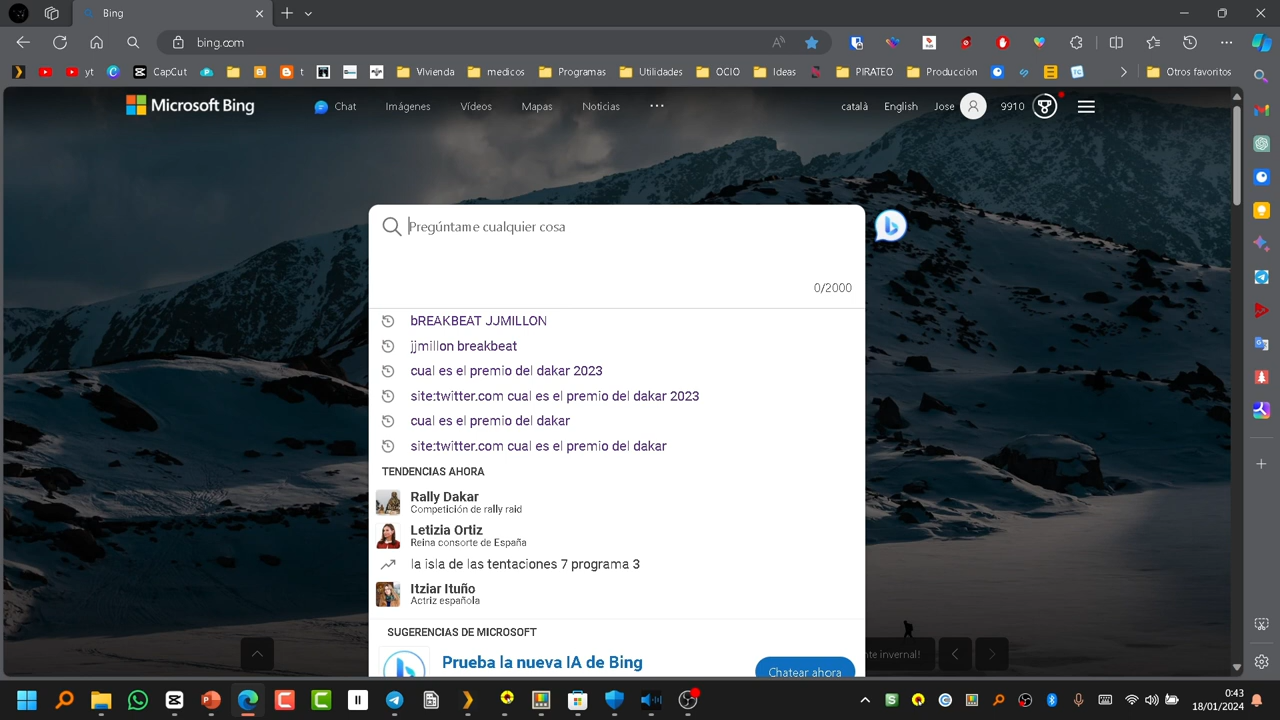 Bing
bing.com
yt
CapCut
t
VIvienda
medicos
Programas
Utilidades
OCIO
Ideas
PIRATEO
Producción
Otros favoritos
Microsoft Bing
Chat
Imágenes
Vídeos
Mapas
Noticias
català
English
Jose
9910
Pregúntame cualquier cosa
0/2000
bREAKBEAT JJMILLON
jjmillon breakbeat
cual es el premio del dakar 2023
site:twitter.com cual es el premio del dakar 2023
cual es el premio del dakar
site:twitter.com cual es el premio del dakar
TENDENCIAS AHORA
Rally Dakar
Competición de rally raid
Letizia Ortiz
Reina consorte de España
la isla de las tentaciones 7 programa 3
Itziar Ituño
Actriz española
SUGERENCIAS DE MICROSOFT
Prueba la nueva IA de Bing
Chatear ahora
nte invernal!
0:43
18/01/2024